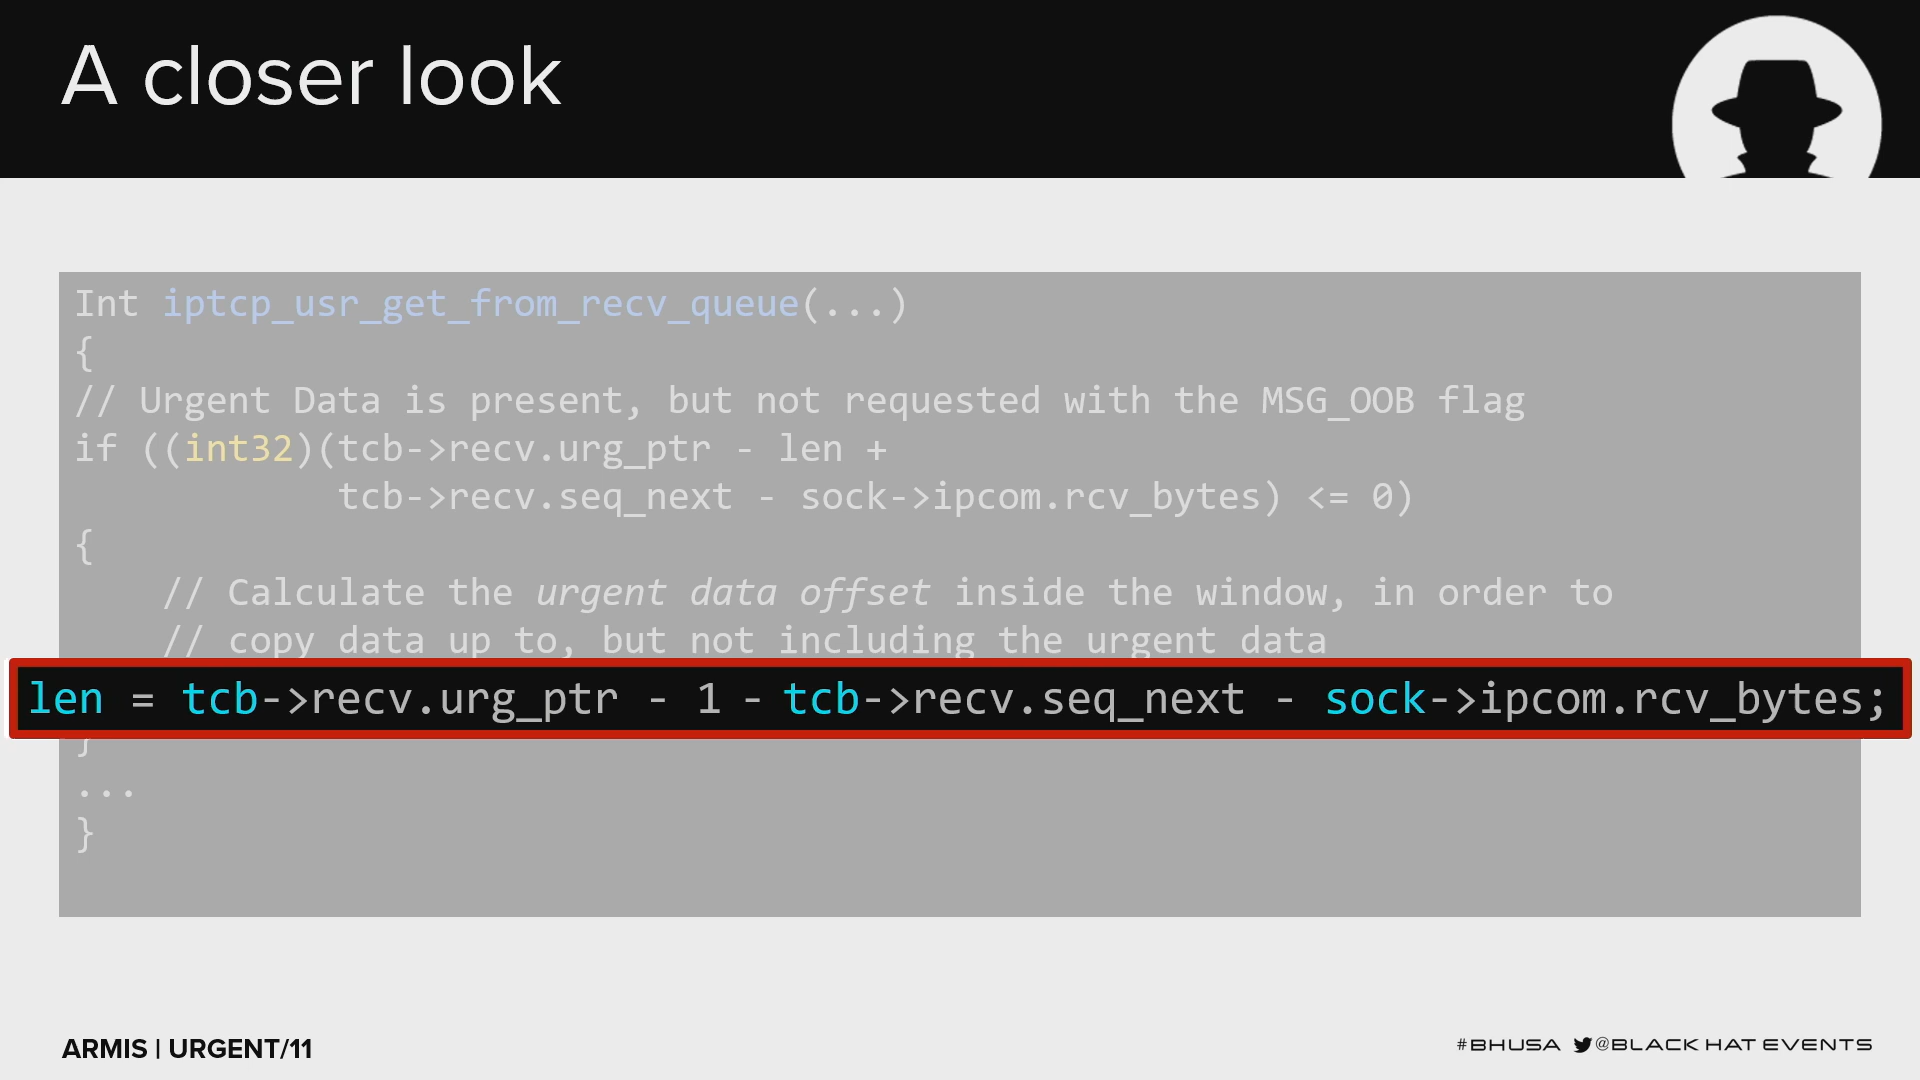 A closer look
Int iptcp_usr_get_from_recv_queue(...)
{
// Urgent Data is present, but not requested with the MSG_OOB flag
if ((int32)(tcb->recv.urg_ptr - len +
            tcb->recv.seq_next - sock->ipcom.rcv_bytes) <= 0)
{
    // Calculate the urgent data offset inside the window, in order to
    // copy data up to, but not including the urgent data
len = tcb->recv.urg_ptr - 1 - tcb->recv.seq_next - sock->ipcom.rcv_bytes;
}
...
}
ARMIS | URGENT/11
#BHUSA @BLACK HAT EVENTS